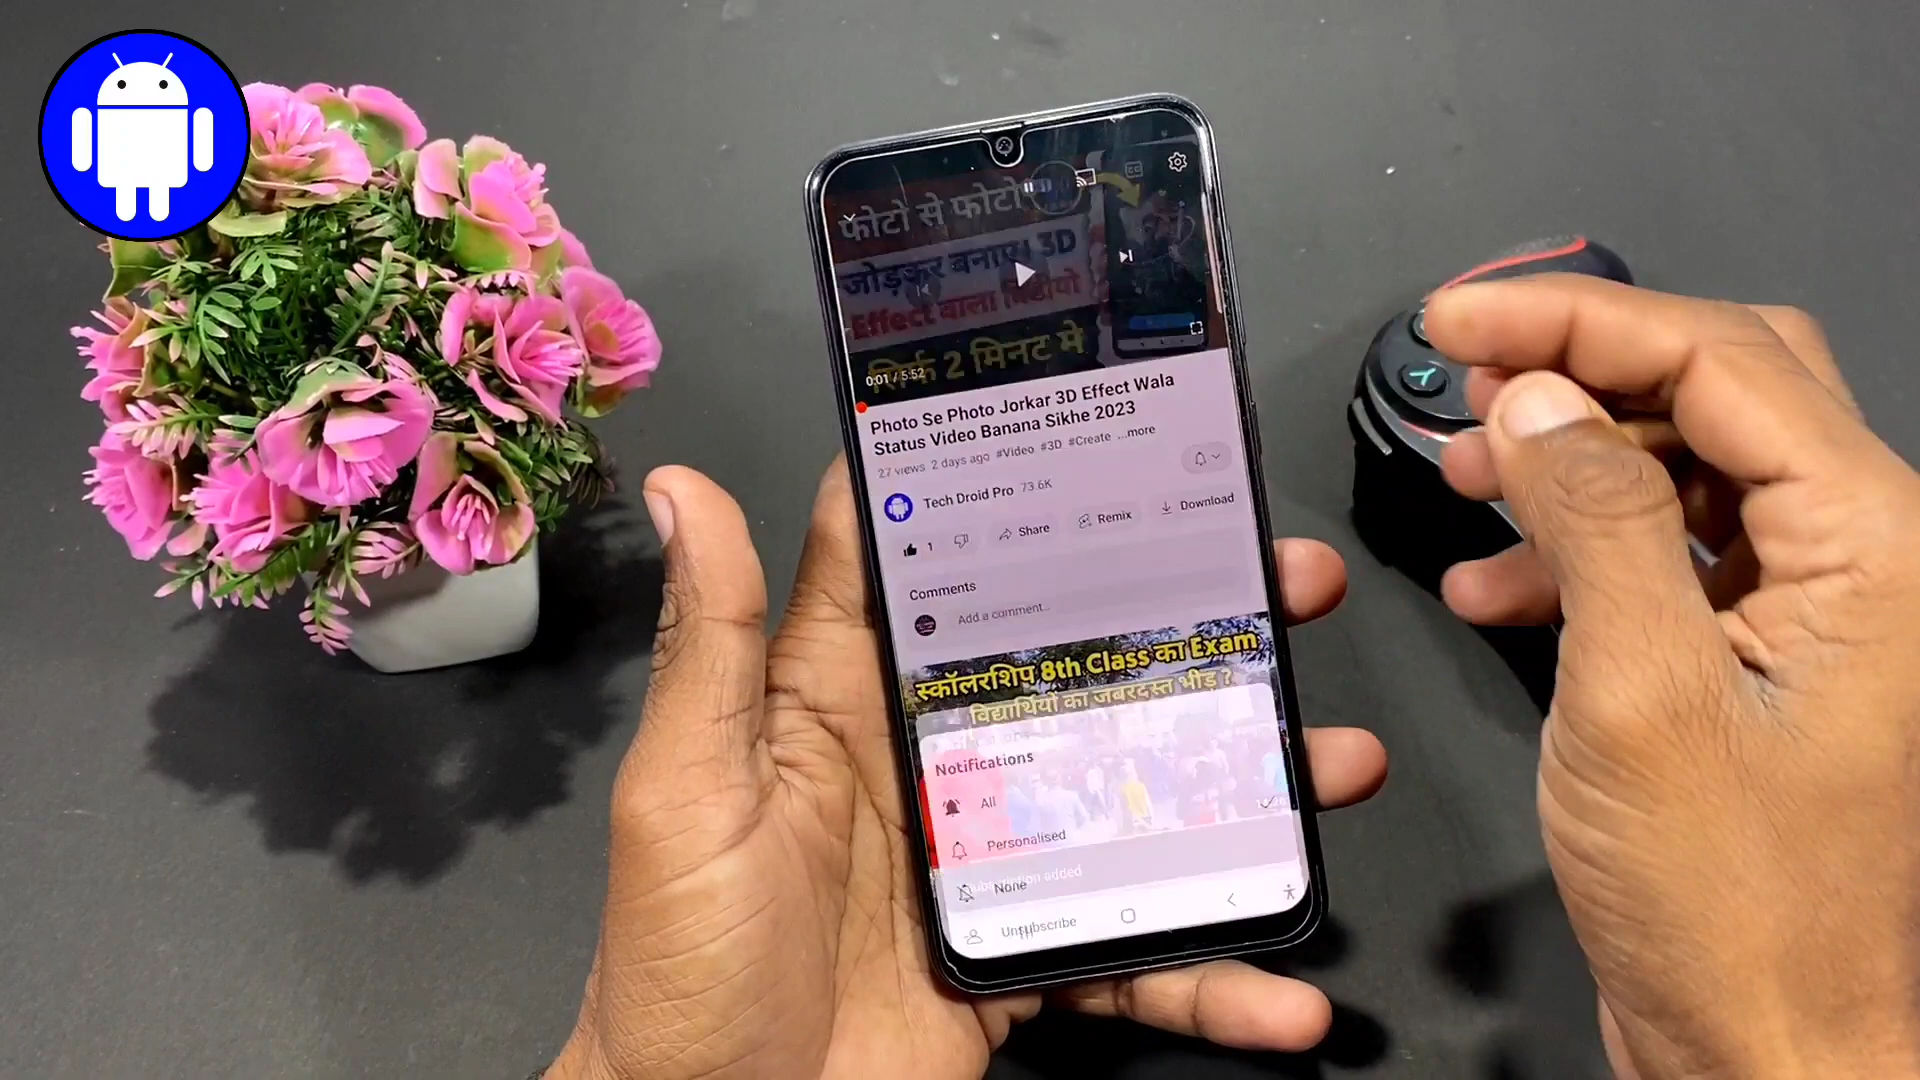 फोटो से फोटो
जोड़कर बनाए। 3D
Effect वाला विडीयो
सिर्फ 2 मिनट मे
0:01 / 5:52
Photo Se Photo Jorkar 3D Effect Wala
Status Video Banana Sikhe 2023
27 views 2 days ago #Video #3D #Create ...more
Tech Droid Pro 73.6K
1 Share Remix Download
Comments
Add a comment...
स्कॉलरशिप 8th Class का Exam
विद्यार्थियों का जबरदस्त भीड़ ?
Notifications
All
Personalised
None
added
Unsubscribe